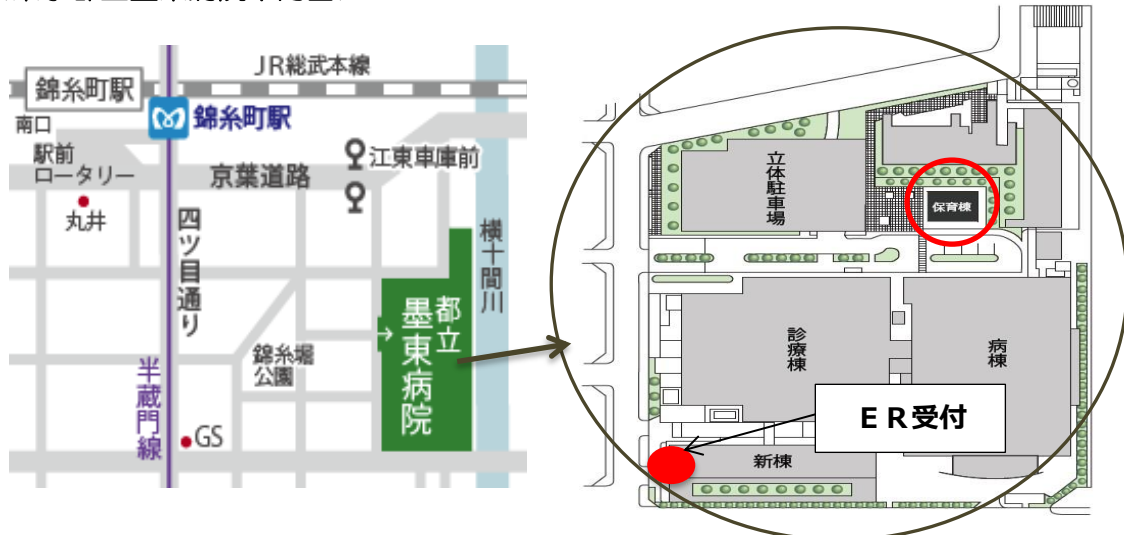 JR総武本線
錦糸町駅
錦糸町駅
南口
駅前
ロータリー
丸井
京葉道路
江東車庫前
四ツ目通り
横十間川
都立
墨東病院
錦糸堀
公園
半蔵門線
GS
立体駐車場
保育棟
診療棟
病棟
ER受付
新棟